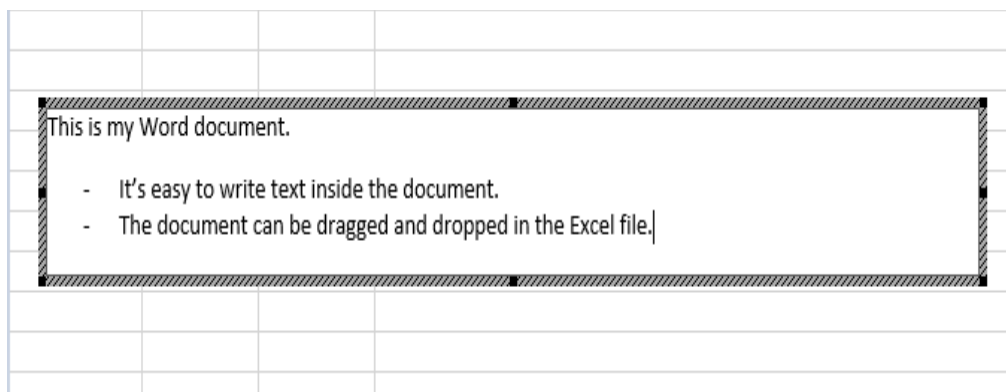 This is my Word document.
- It’s easy to write text inside the document.
- The document can be dragged and dropped in the Excel file.